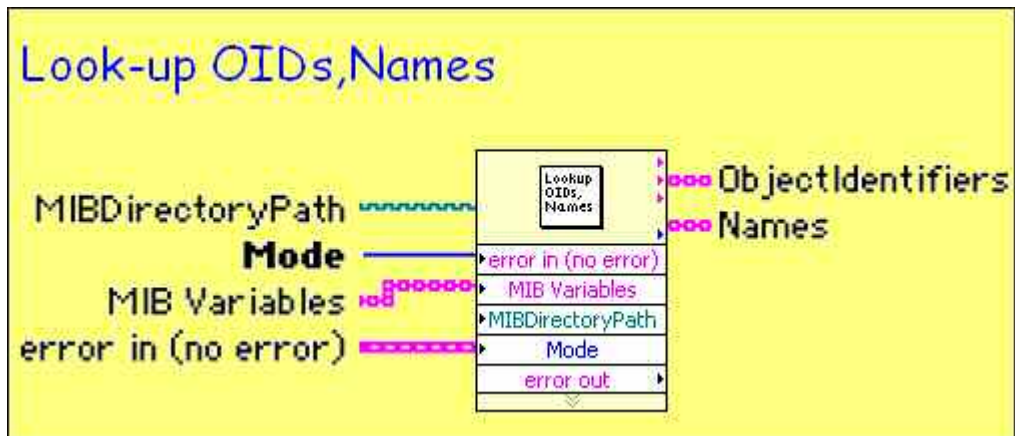 Look-up OIDs,Names
MIBDirectoryPath
Mode
MIB Variables
error in (no error)
Lookup
OIDs,
Names
error in (no error)
MIB Variables
MIBDirectoryPath
Mode
error out
ObjectIdentifiers
Names